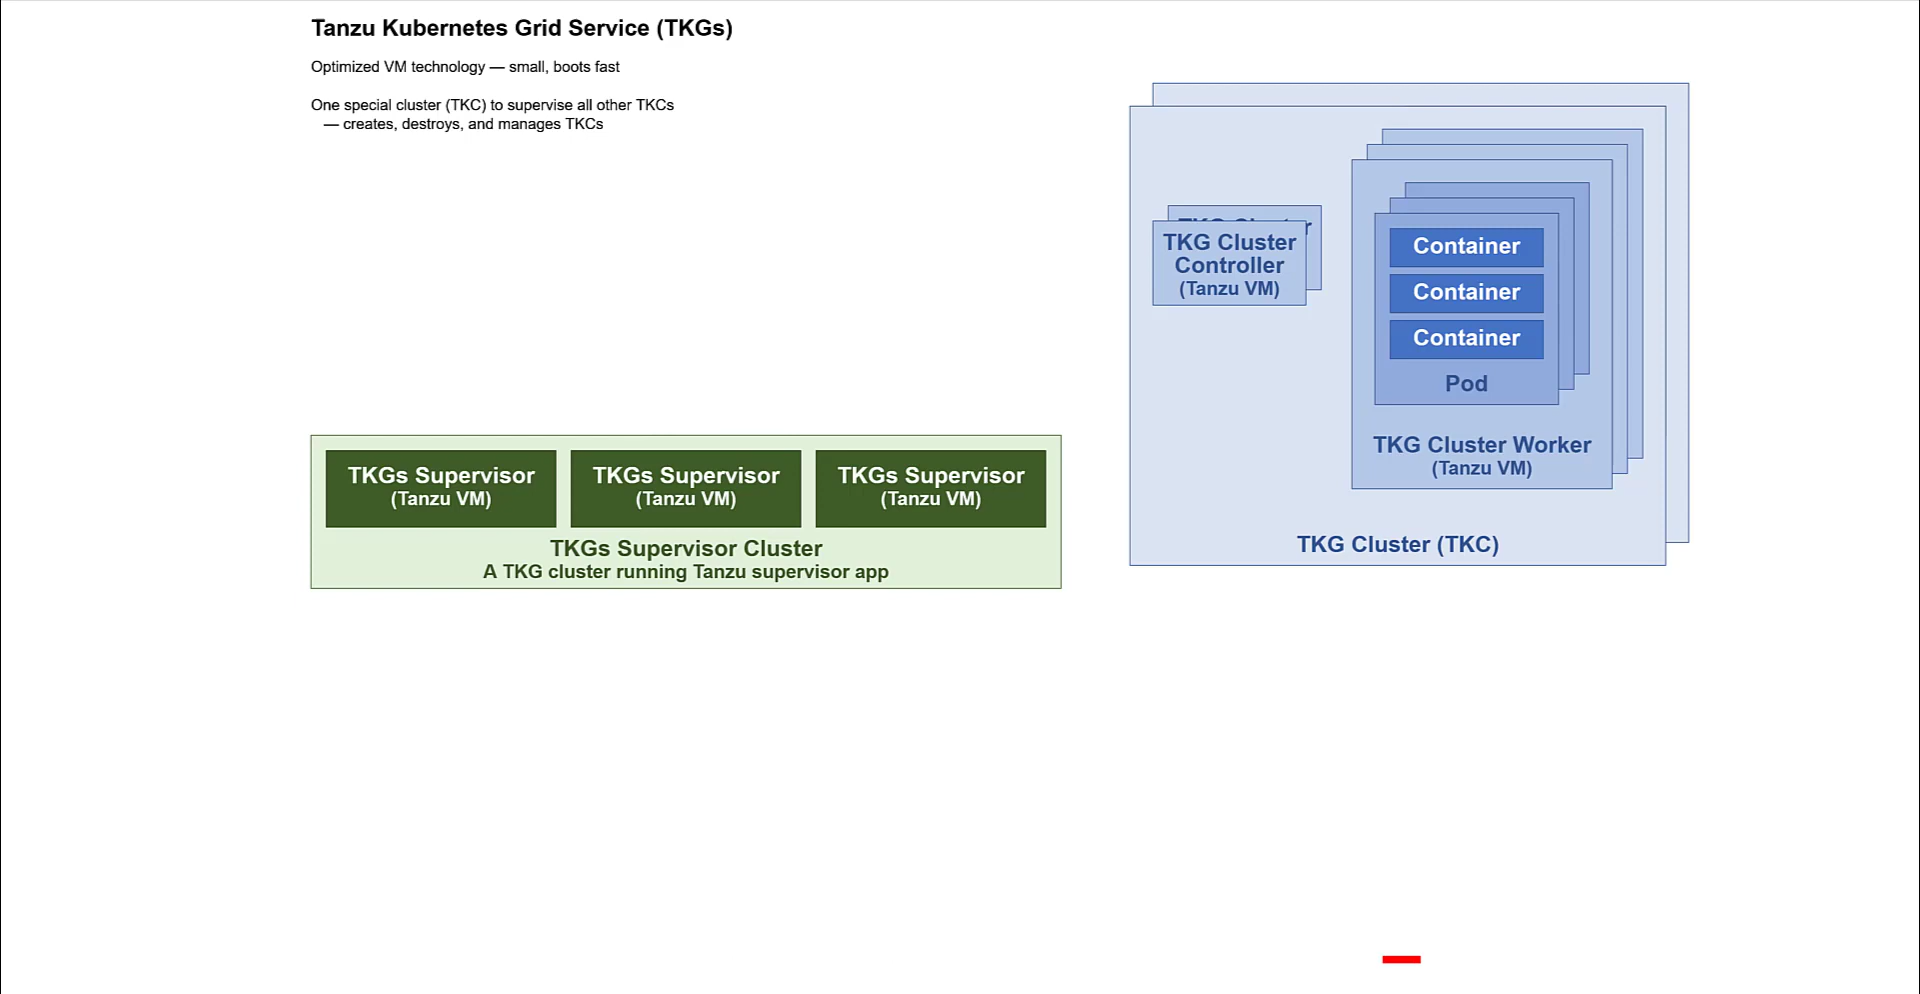 Tanzu Kubernetes Grid Service (TKGs)
Optimized VM technology — small, boots fast
One special cluster (TKC) to supervise all other TKCs
— creates, destroys, and manages TKCs
TKGs Supervisor
(Tanzu VM)
TKGs Supervisor
(Tanzu VM)
TKGs Supervisor
(Tanzu VM)
TKGs Supervisor Cluster
A TKG cluster running Tanzu supervisor app
TKG Cluster
Controller
(Tanzu VM)
Container
Container
Container
Pod
TKG Cluster Worker
(Tanzu VM)
TKG Cluster (TKC)